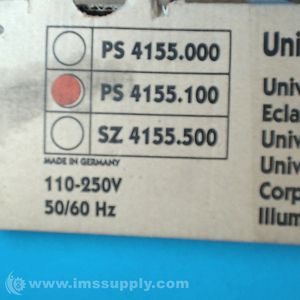 PS 4155.000
PS 4155.100
SZ 4155.500
MADE IN GERMANY
110-250V
50/60 Hz
Uni
Univ
Ecla
Univ
Univ
Corp
Illum
www.imssupply.com